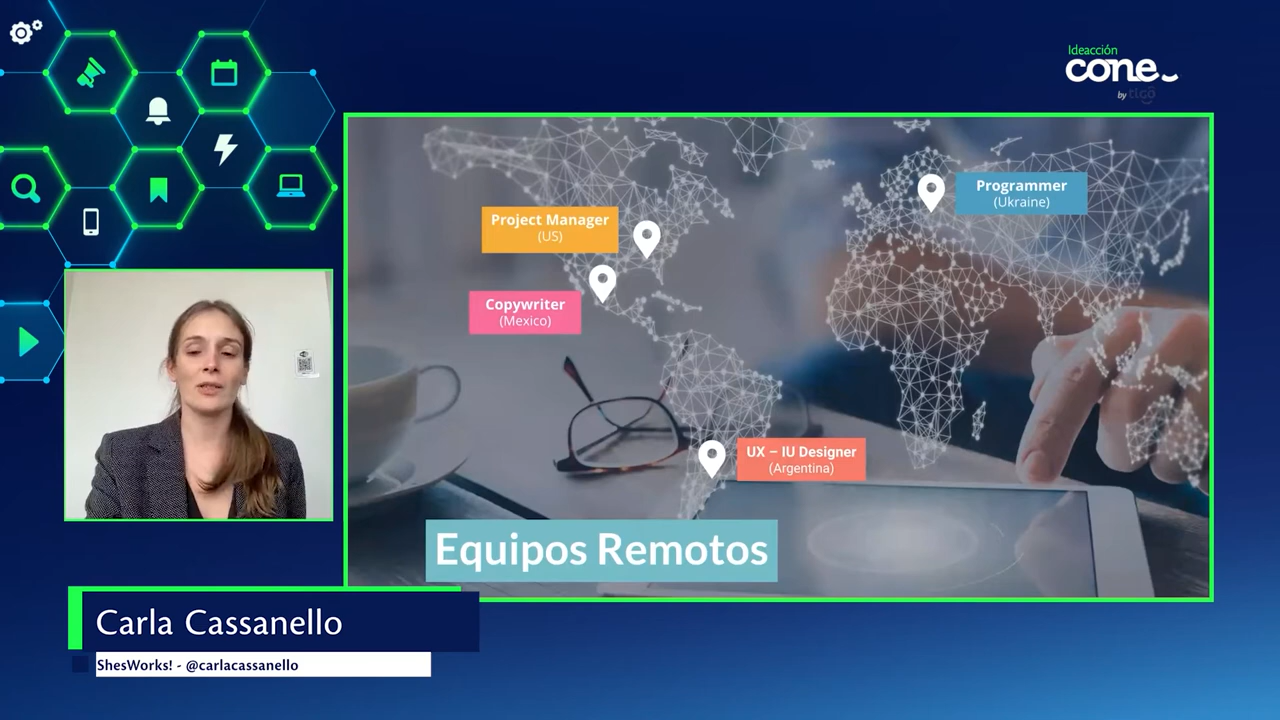 Ideacción
cone
by tigo
Project Manager
(US)
Programmer
(Ukraine)
Copywriter
(Mexico)
UX – IU Designer
(Argentina)
Equipos Remotos
Carla Cassanello
ShesWorks! - @carlacassanello